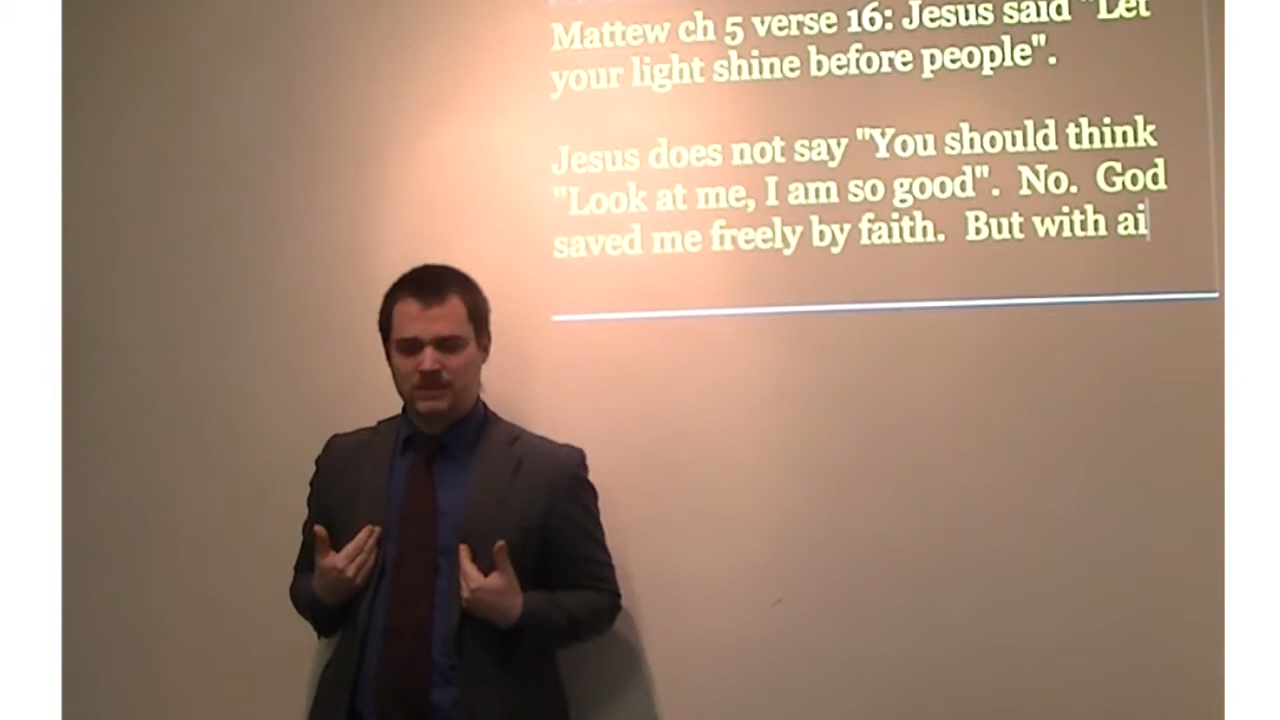 Mattew ch 5 verse 16: Jesus said "Let
your light shine before people".
Jesus does not say "You should think
"Look at me, I am so good".  No.  God
saved me freely by faith.  But with ai